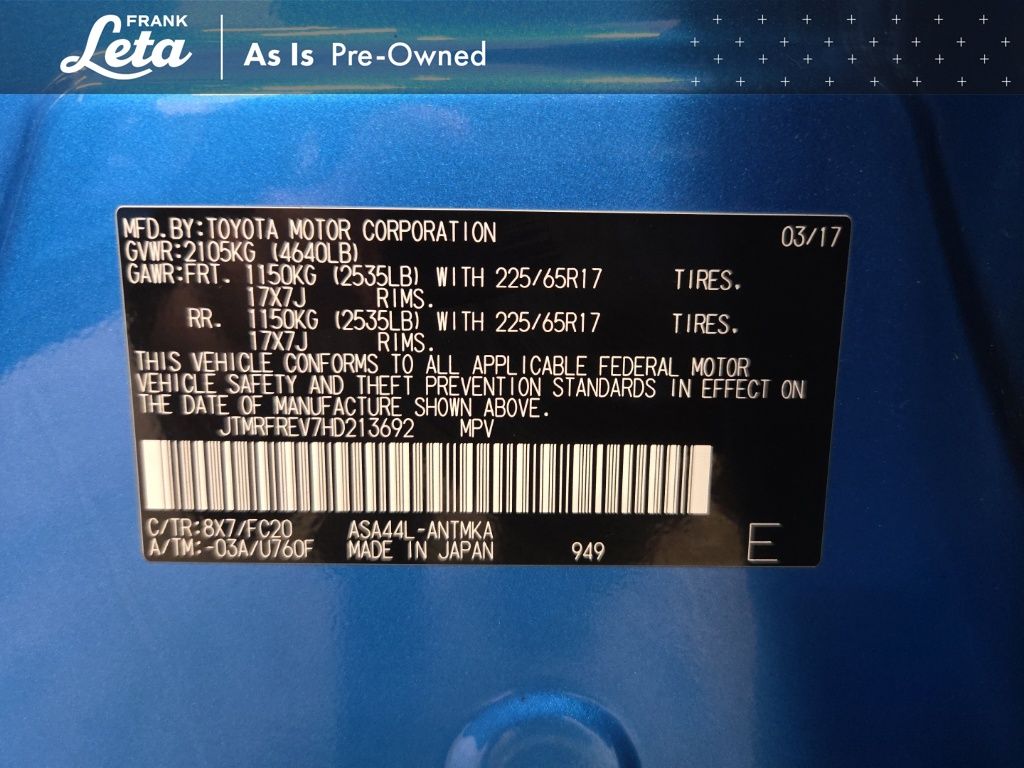 FRANK
Leta
As Is Pre-Owned
MFD.BY:TOYOTA MOTOR CORPORATION 03/17
GVWR:2105KG (4640LB)
GAWR:FRT. 1150KG (2535LB) WITH 225/65R17 TIRES.
17X7J RIMS.
RR. 1150KG (2535LB) WITH 225/65R17 TIRES.
17X7J RIMS.
THIS VEHICLE CONFORMS TO ALL APPLICABLE FEDERAL MOTOR
VEHICLE SAFETY AND THEFT PREVENTION STANDARDS IN EFFECT ON
THE DATE OF MANUFACTURE SHOWN ABOVE.
JTMRFREV7HD213692 MPV
C/TR:8X7/FC20 ASA44L-ANTMKA
A/TM:-03A/U760F MADE IN JAPAN 949 E